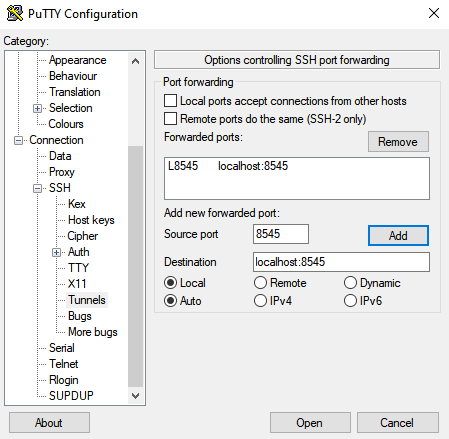 PuTTY Configuration
Category:
Appearance
Behaviour
Translation
Selection
Colours
Connection
Data
Proxy
SSH
Kex
Host keys
Cipher
Auth
TTY
X11
Tunnels
Bugs
More bugs
Serial
Telnet
Rlogin
SUPDUP
Options controlling SSH port forwarding
Port forwarding
Local ports accept connections from other hosts
Remote ports do the same (SSH-2 only)
Forwarded ports:
Remove
L8545 localhost:8545
Add new forwarded port:
Source port 8545 Add
Destination localhost:8545
Local Remote Dynamic
Auto IPv4 IPv6
About Open Cancel